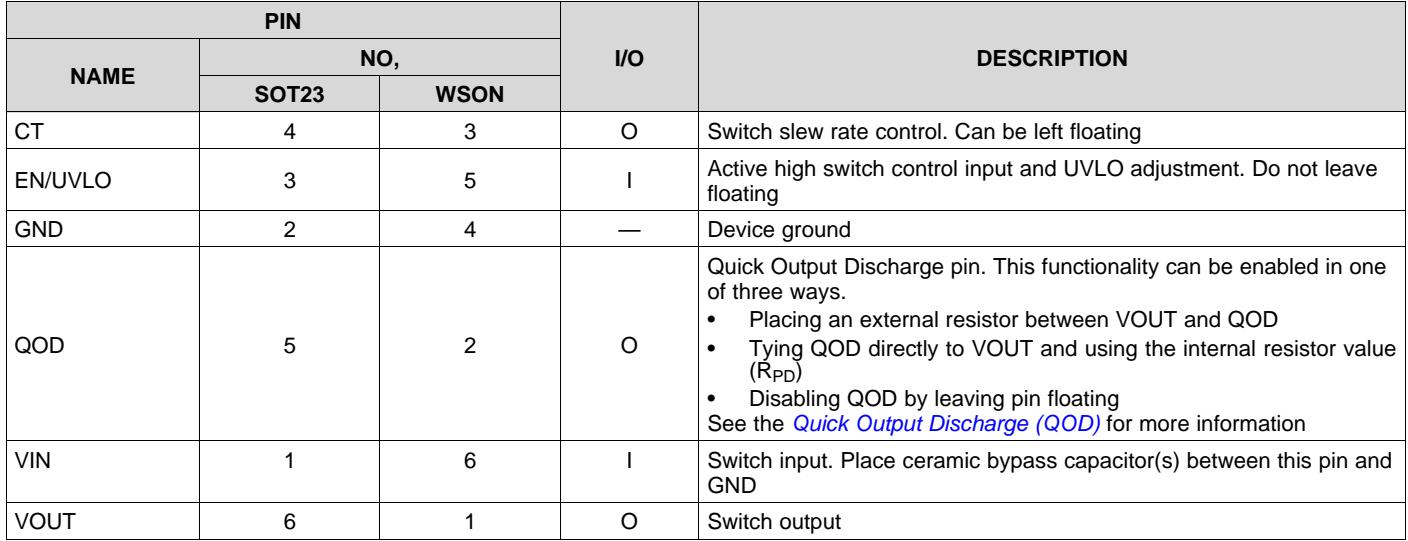 PIN
I/O
DESCRIPTION
NAME
NO,
SOT23
WSON
CT 4 3 O Switch slew rate control. Can be left floating
EN/UVLO 3 5 I Active high switch control input and UVLO adjustment. Do not leave
floating
GND 2 4 — Device ground
QOD 5 2 O Quick Output Discharge pin. This functionality can be enabled in one
of three ways.
• Placing an external resistor between VOUT and QOD
• Tying QOD directly to VOUT and using the internal resistor value
(RPD)
• Disabling QOD by leaving pin floating
See the Quick Output Discharge (QOD) for more information
VIN 1 6 I Switch input. Place ceramic bypass capacitor(s) between this pin and
GND
VOUT 6 1 O Switch output